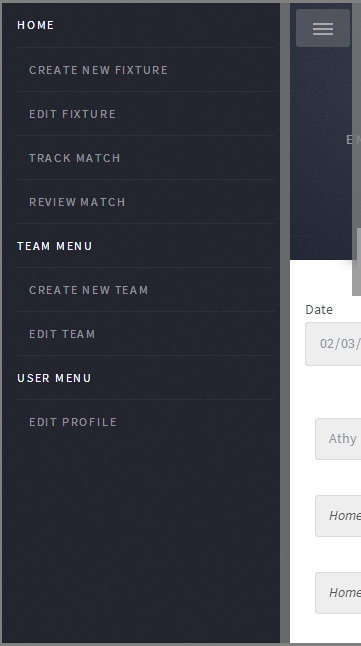 HOME
CREATE NEW FIXTURE
EDIT FIXTURE
TRACK MATCH
REVIEW MATCH
TEAM MENU
CREATE NEW TEAM
EDIT TEAM
USER MENU
EDIT PROFILE
Date
02/03/
Athy
Home
Home